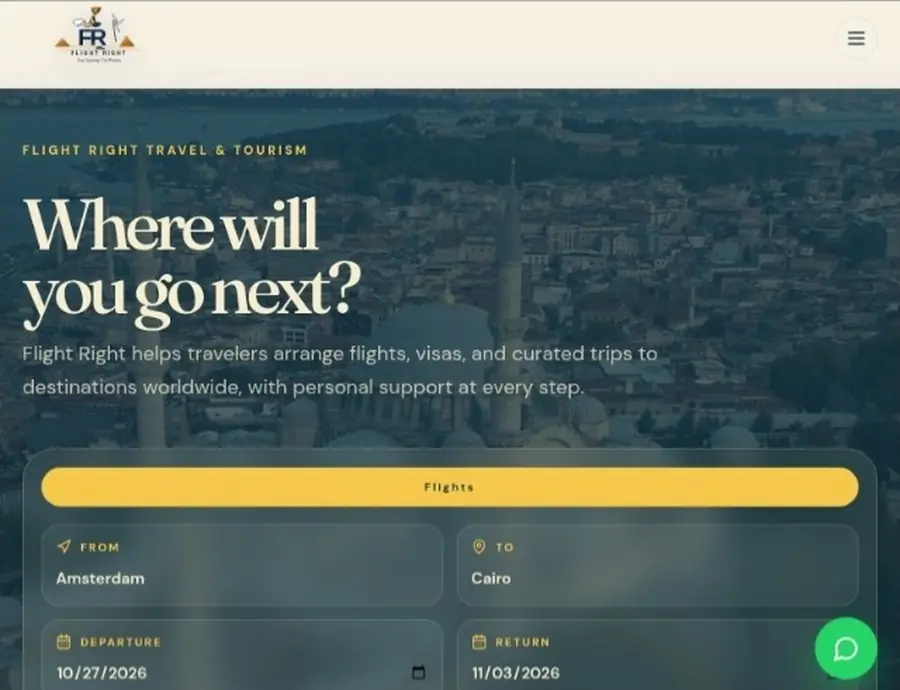 FR
FLIGHT RIGHT
FLIGHT RIGHT TRAVEL & TOURISM
Where will
you go next?
Flight Right helps travelers arrange flights, visas, and curated trips to
destinations worldwide, with personal support at every step.
Flights
FROM
Amsterdam
TO
Cairo
DEPARTURE
10/27/2026
RETURN
11/03/2026